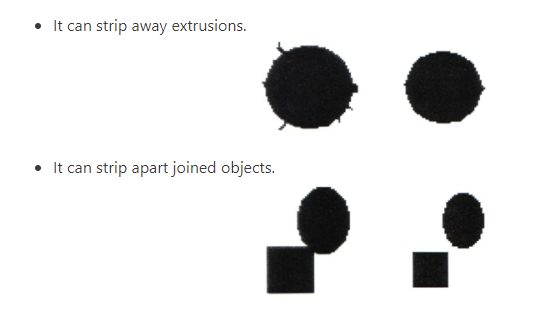 It can strip away extrusions.
It can strip apart joined objects.